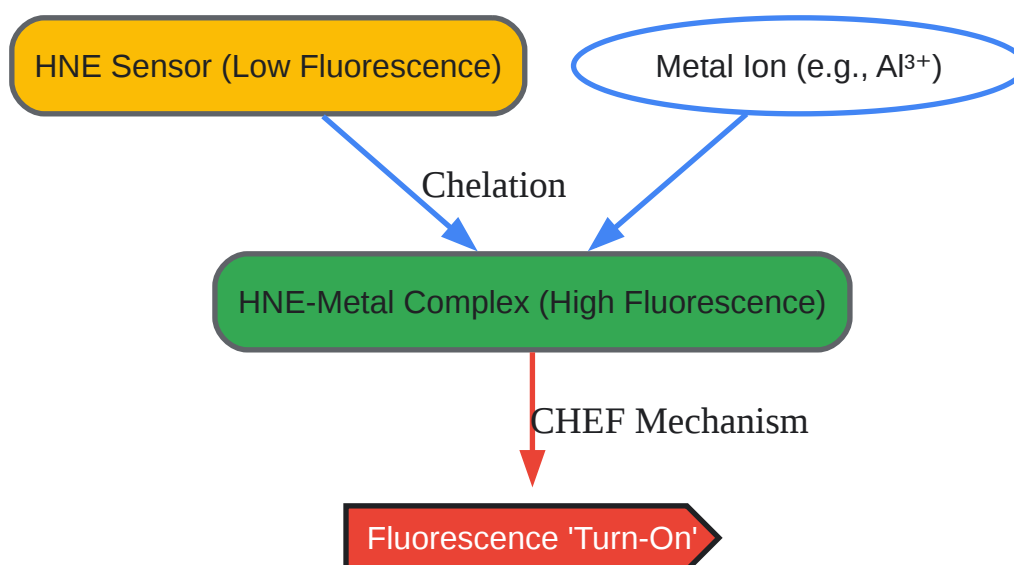 HNE Sensor (Low Fluorescence)
Metal Ion (e.g., Al³⁺)
Chelation
HNE-Metal Complex (High Fluorescence)
CHEF Mechanism
Fluorescence 'Turn-On'